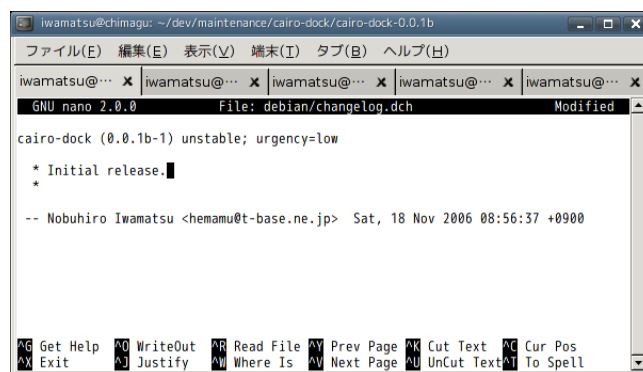 iwamatsu@chimagu: ~/dev/maintenance/cairo-dock/cairo-dock-0.0.1b
ファイル(F) 編集(E) 表示(V) 端末(T) タブ(B) ヘルプ(H)
iwamatsu@… iwamatsu@… iwamatsu@… iwamatsu@… iwamatsu@…
GNU nano 2.0.0 File: debian/changelog.dch Modified
cairo-dock (0.0.1b-1) unstable; urgency=low
* Initial release.
*
-- Nobuhiro Iwamatsu <hemamu@t-base.ne.jp>  Sat, 18 Nov 2006 08:56:37 +0900
^G Get Help ^O WriteOut ^R Read File ^Y Prev Page ^K Cut Text ^C Cur Pos
^X Exit ^J Justify ^W Where Is ^V Next Page ^U UnCut Text ^T To Spell